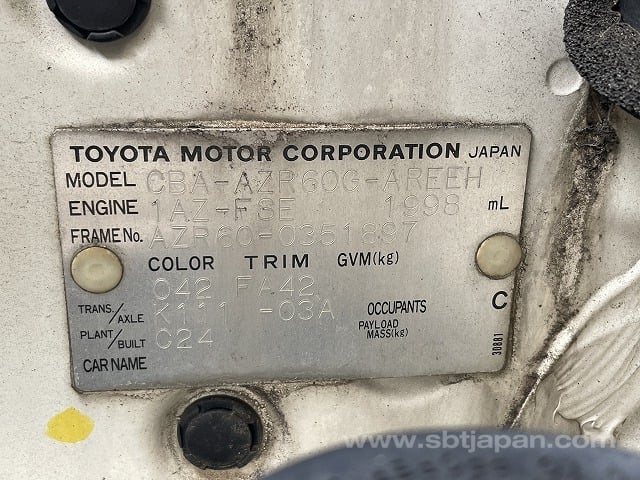 TOYOTA MOTOR CORPORATION JAPAN
MODEL CBA-AZR60G-AREEH
ENGINE 1AZ-FSE 1998 mL
FRAME No. AZR60-0351897
COLOR TRIM GVM(kg)
042 FA42
TRANS./AXLE K111 -03A OCCUPANTS C
PLANT/BUILT C24 PAYLOAD MASS(kg)
CAR NAME
30881
www.sbtjapan.com